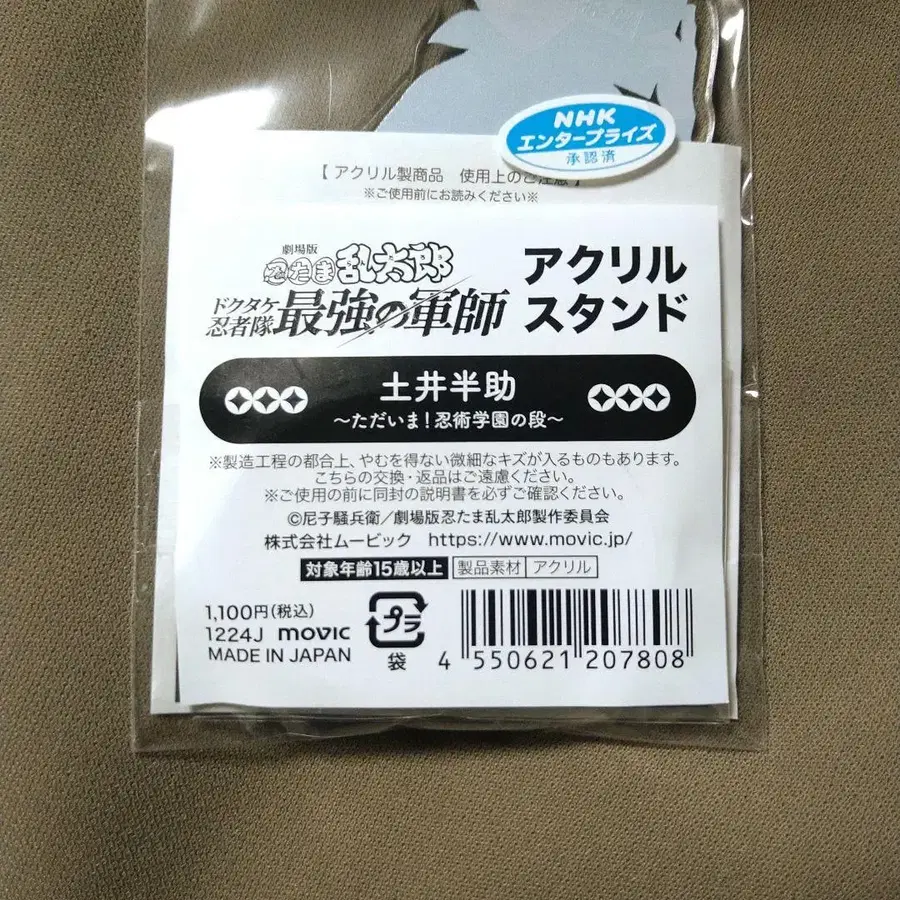 NHK
エンタープライズ
承認済
【 アクリル製商品 使用上のご注意 】
※ご使用前にお読みください※
劇場版
忍たま乱太郎
ドクタケ忍者隊 最強の軍師
アクリル
スタンド
土井半助
～ただいま！忍術学園の段～
※製造工程の都合上、やむを得ない微細なキズが入るものもあります。
こちらの交換・返品はご遠慮ください。
※ご使用の前に同封の説明書を必ずご確認ください。
©尼子騒兵衛／劇場版忍たま乱太郎製作委員会
株式会社ムービック https://www.movic.jp/
対象年齢15歳以上 製品素材 アクリル
1,100円(税込)
1224J movic
MADE IN JAPAN
プラ
袋
4 550621 207808